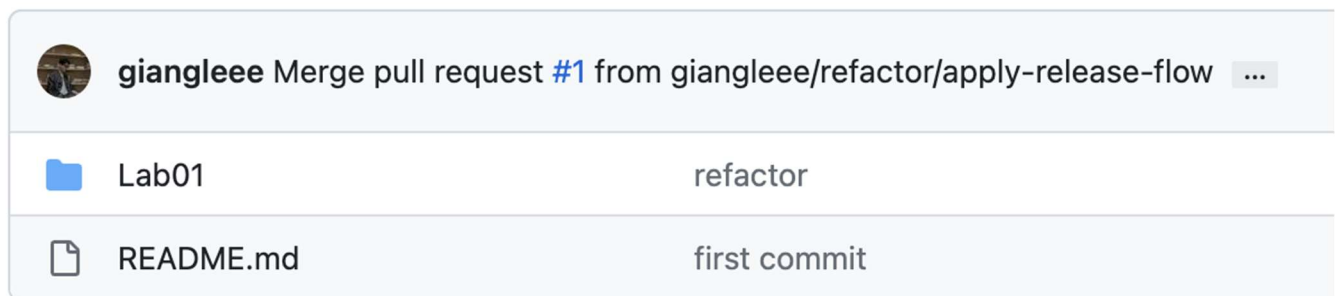 giangleee Merge pull request #1 from giangleee/refactor/apply-release-flow ...
Lab01 refactor
README.md first commit